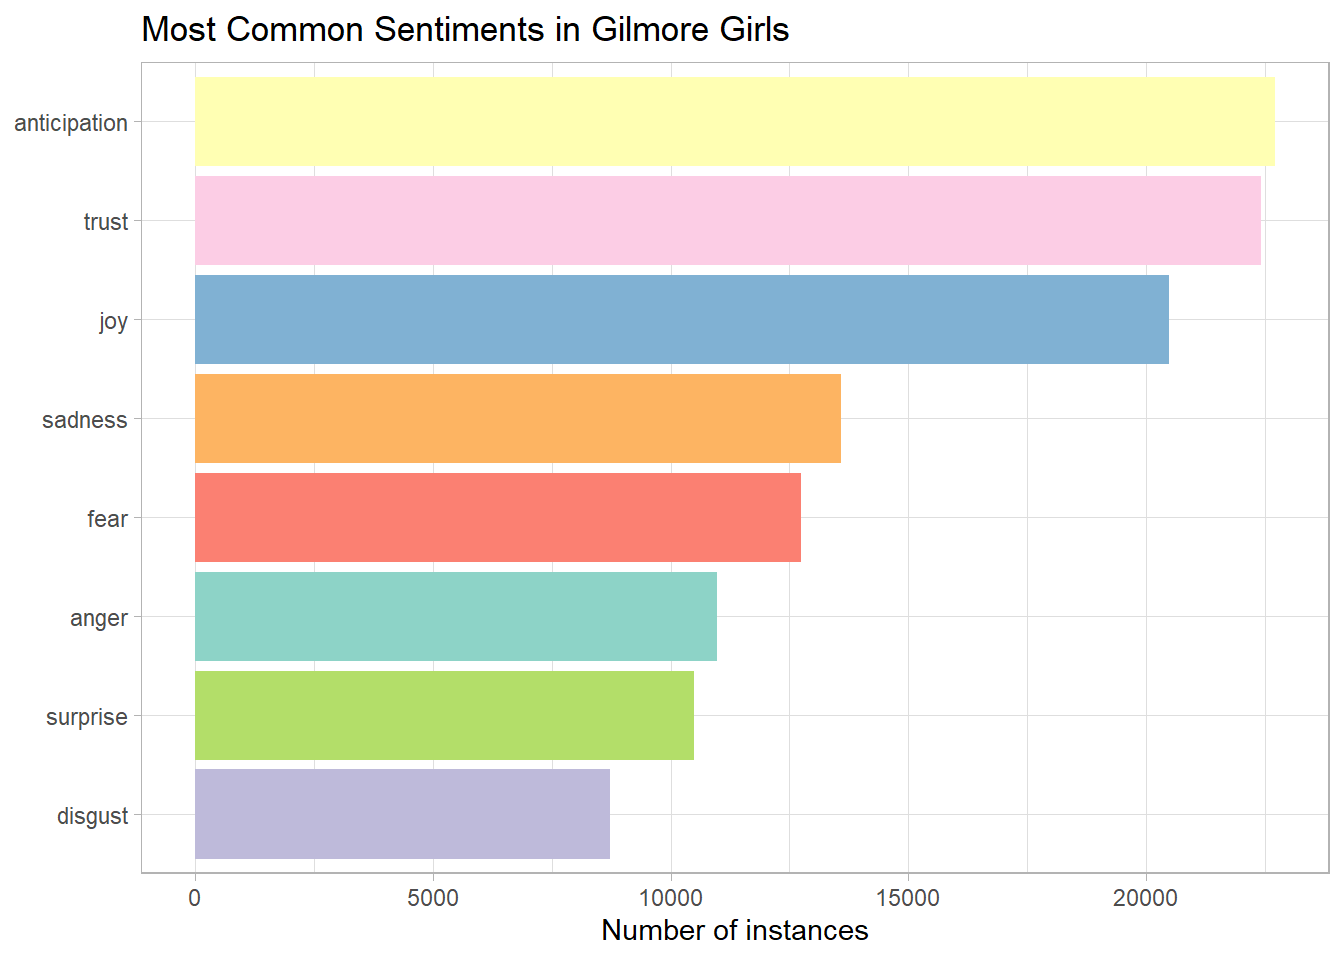 Most Common Sentiments in Gilmore Girls
anticipation
trust
joy
sadness
fear
anger
surprise
disgust
0 5000 10000 15000 20000
Number of instances